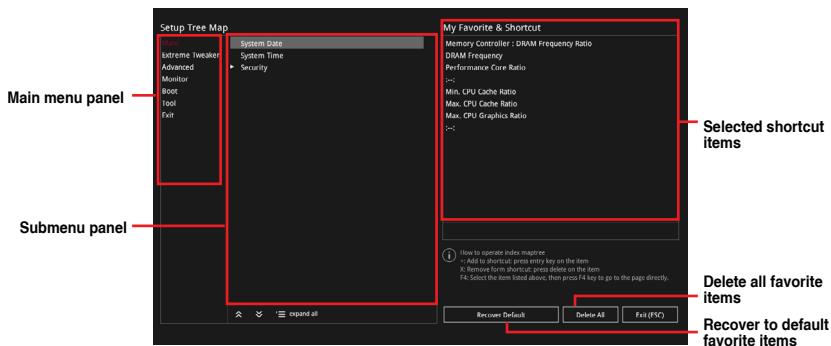 Setup Tree Map
Main
Extreme Tweaker
Advanced
Monitor
Boot
Tool
Exit
System Date
System Time
Security
expand all
My Favorite & Shortcut
Memory Controller : DRAM Frequency Ratio
DRAM Frequency
Performance Core Ratio
:--:
Min. CPU Cache Ratio
Max. CPU Cache Ratio
Max. CPU Graphics Ratio
:--:
How to operate index maptree
+: Add to shortcut: press entry key on the item
X: Remove form shortcut: press delete on the item
F4: Select the item listed above, then press F4 key to go to the page directly.
Recover Default
Delete All
Exit (ESC)
Main menu panel
Submenu panel
Selected shortcut
items
Delete all favorite
items
Recover to default
favorite items